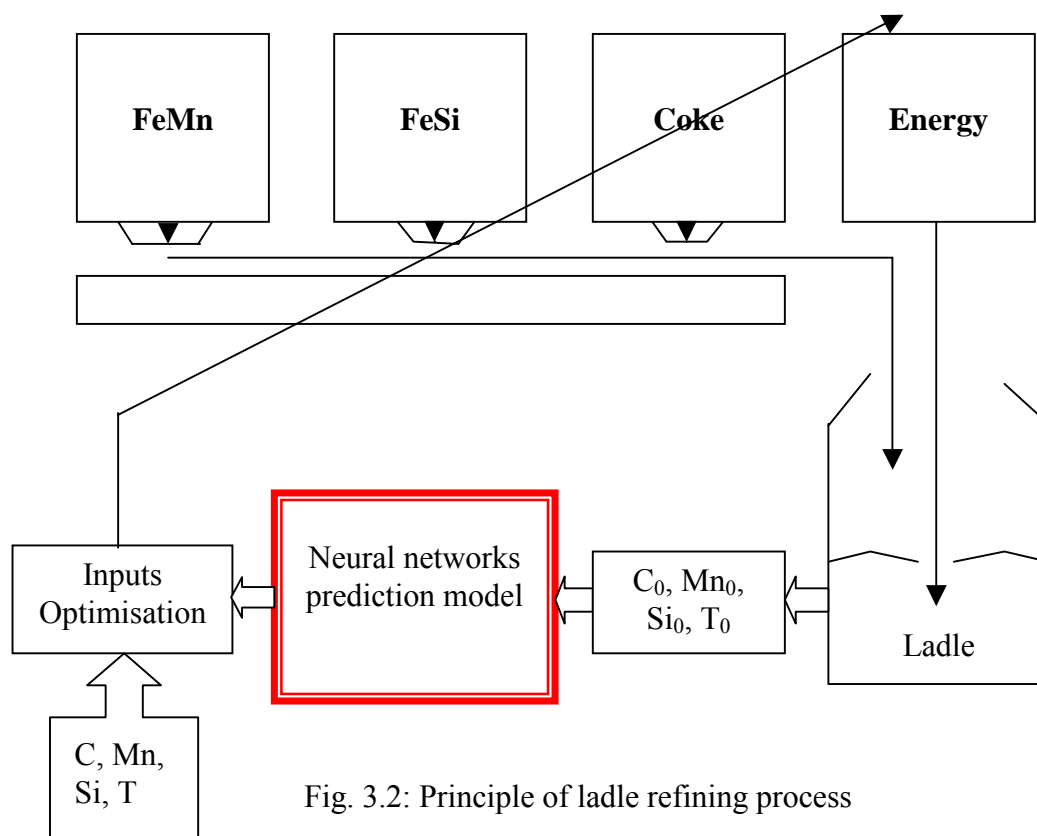 FeMn
FeSi
Coke
Energy
Inputs
Optimisation
Neural networks
prediction model
C₀, Mn₀,
Si₀, T₀
Ladle
C, Mn,
Si, T
Fig. 3.2: Principle of ladle refining process